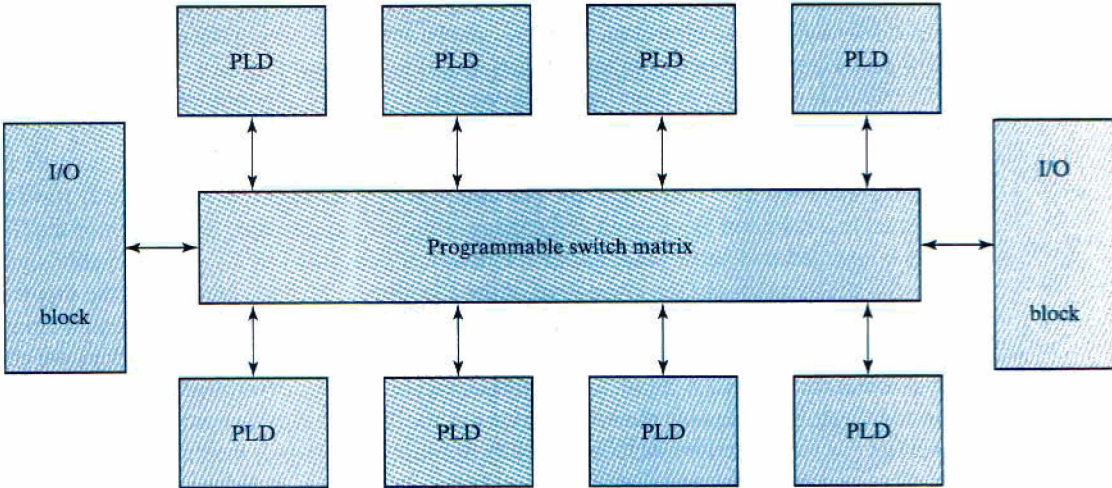 PLD PLD PLD PLD
I/O I/O
Programmable switch matrix
block block
PLD PLD PLD PLD